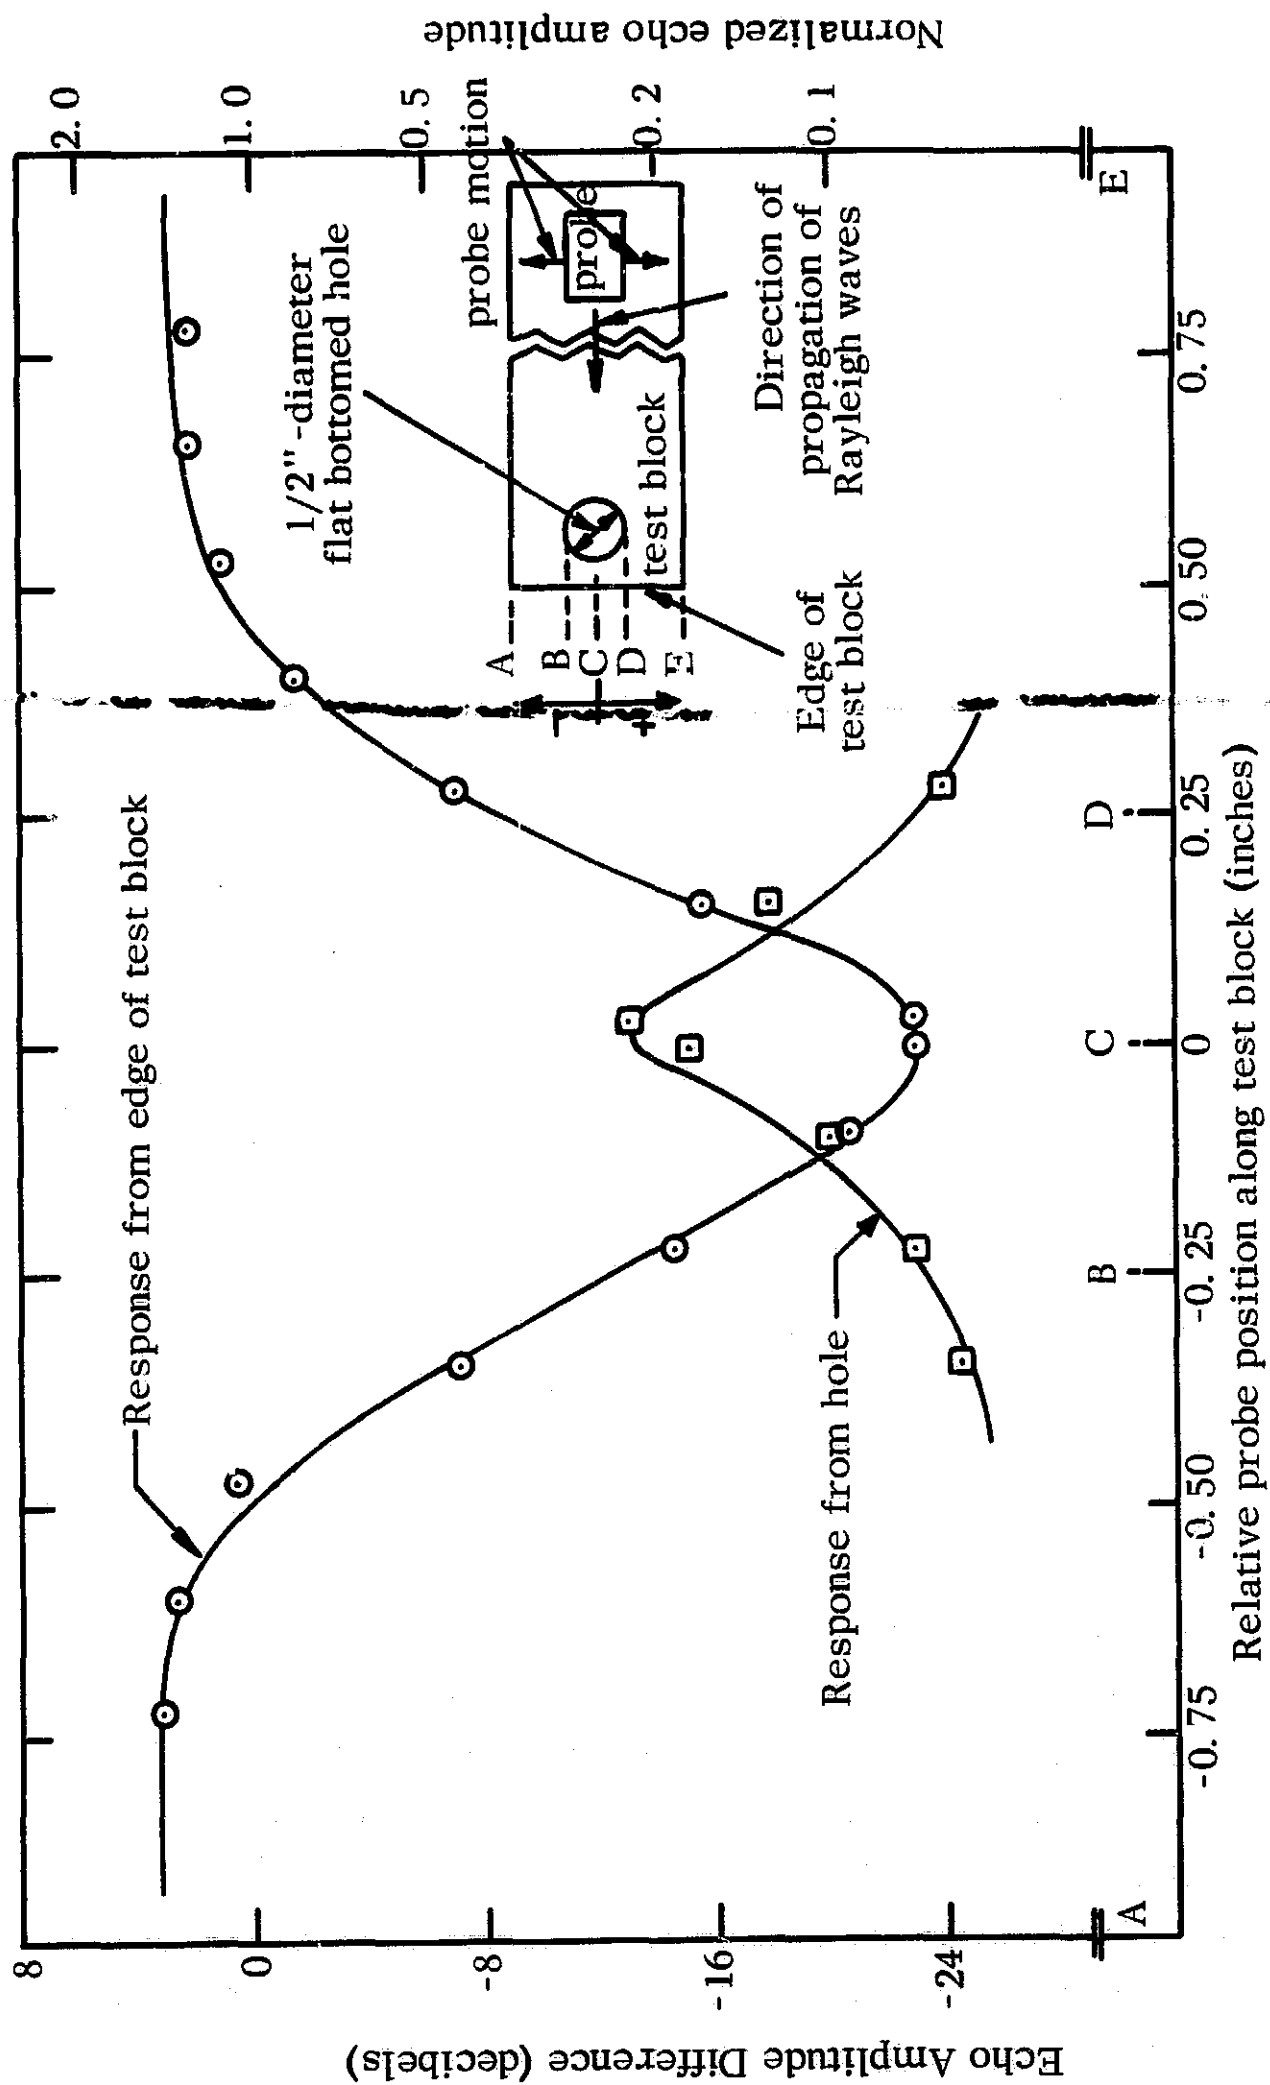 Echo Amplitude Difference (decibels)
8
0
-8
-16
-24
Normalized echo amplitude
2.0
1.0
0.5
0.2
0.1
Response from edge of test block
Response from hole
1/2"-diameter
flat bottomed hole
probe motion
probe
test block
A
B
C
D
E
-
+
Edge of
test block
Direction of
propagation of
Rayleigh waves
A
B
C
D
E
-0.75
-0.50
-0.25
0
0.25
0.50
0.75
Relative probe position along test block (inches)